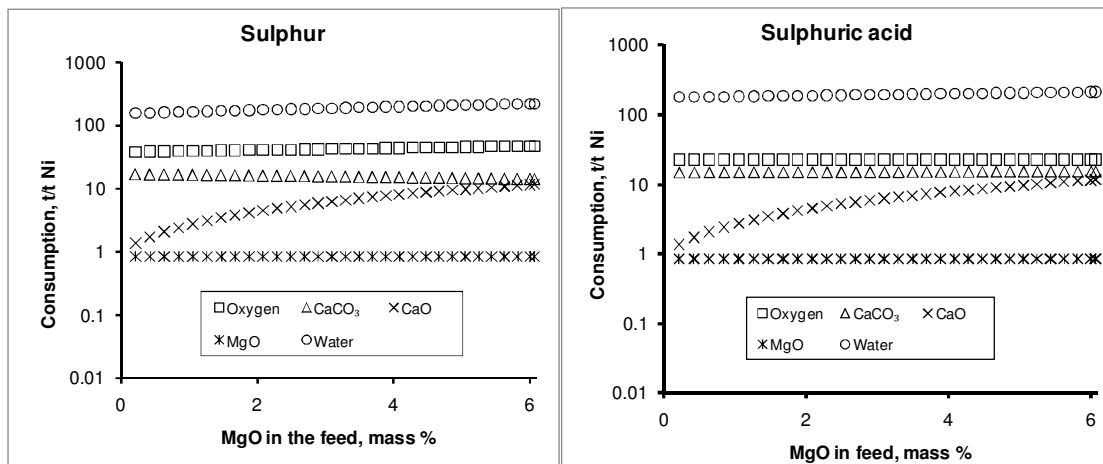 Sulphur
1000
100
10
1
0.1
0.01
Consumption, t/t Ni
Oxygen CaCO₃ CaO
MgO Water
0 2 4 6
MgO in the feed, mass %
Sulphuric acid
1000
100
10
1
0.1
0.01
Consumption, t/t Ni
Oxygen CaCO₃ CaO
MgO Water
0 2 4 6
MgO in feed, mass %